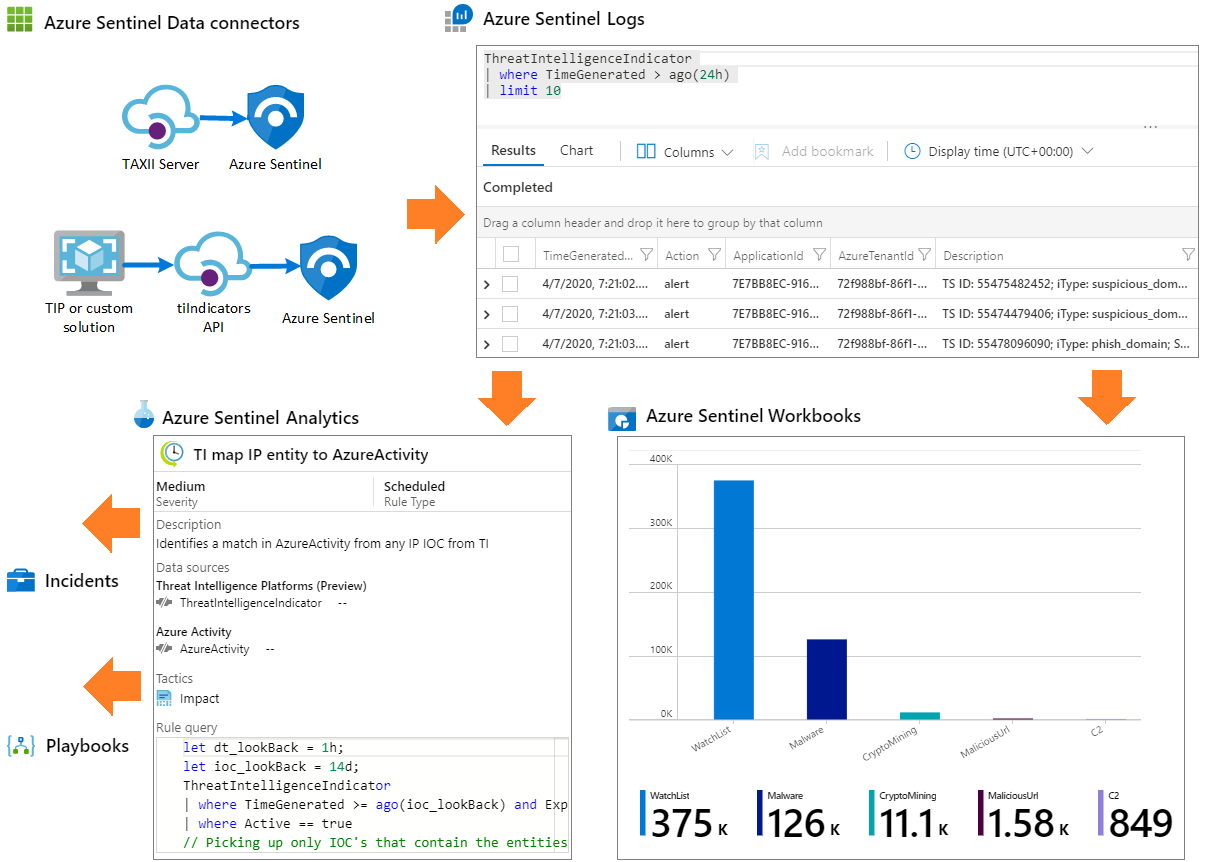 Azure Sentinel Data connectors
TAXII Server
Azure Sentinel
TIP or custom
solution
tiIndicators
API
Azure Sentinel
Azure Sentinel Logs
ThreatIntelligenceIndicator
| where TimeGenerated > ago(24h)
| limit 10
...
Results Chart Columns Add bookmark Display time (UTC+00:00)
Completed
Drag a column header and drop it here to group by that column
TimeGenerated... Action ApplicationId AzureTenantId Description
4/7/2020, 7:21:02.... alert 7E7BB8EC-916... 72f988bf-86f1-... TS ID: 55475482452; iType: suspicious_dom...
4/7/2020, 7:21:03.... alert 7E7BB8EC-916... 72f988bf-86f1-... TS ID: 55474479406; iType: suspicious_dom...
4/7/2020, 7:21:03.... alert 7E7BB8EC-916... 72f988bf-86f1-... TS ID: 55478096090; iType: phish_domain; S...
Azure Sentinel Analytics
TI map IP entity to AzureActivity
Medium
Severity
Scheduled
Rule Type
Description
Identifies a match in AzureActivity from any IP IOC from TI
Data sources
Threat Intelligence Platforms (Preview)
ThreatIntelligenceIndicator --
Azure Activity
AzureActivity --
Tactics
Impact
Rule query
let dt_lookBack = 1h;
let ioc_lookBack = 14d;
ThreatIntelligenceIndicator
| where TimeGenerated >= ago(ioc_lookBack) and Exp
| where Active == true
// Picking up only IOC's that contain the entities
Incidents
Playbooks
Azure Sentinel Workbooks
400K
300K
200K
100K
0K
WatchList
Malware
CryptoMining
MaliciousUrl
C2
WatchList
375 K
Malware
126 K
CryptoMining
11.1 K
MaliciousUrl
1.58 K
C2
849